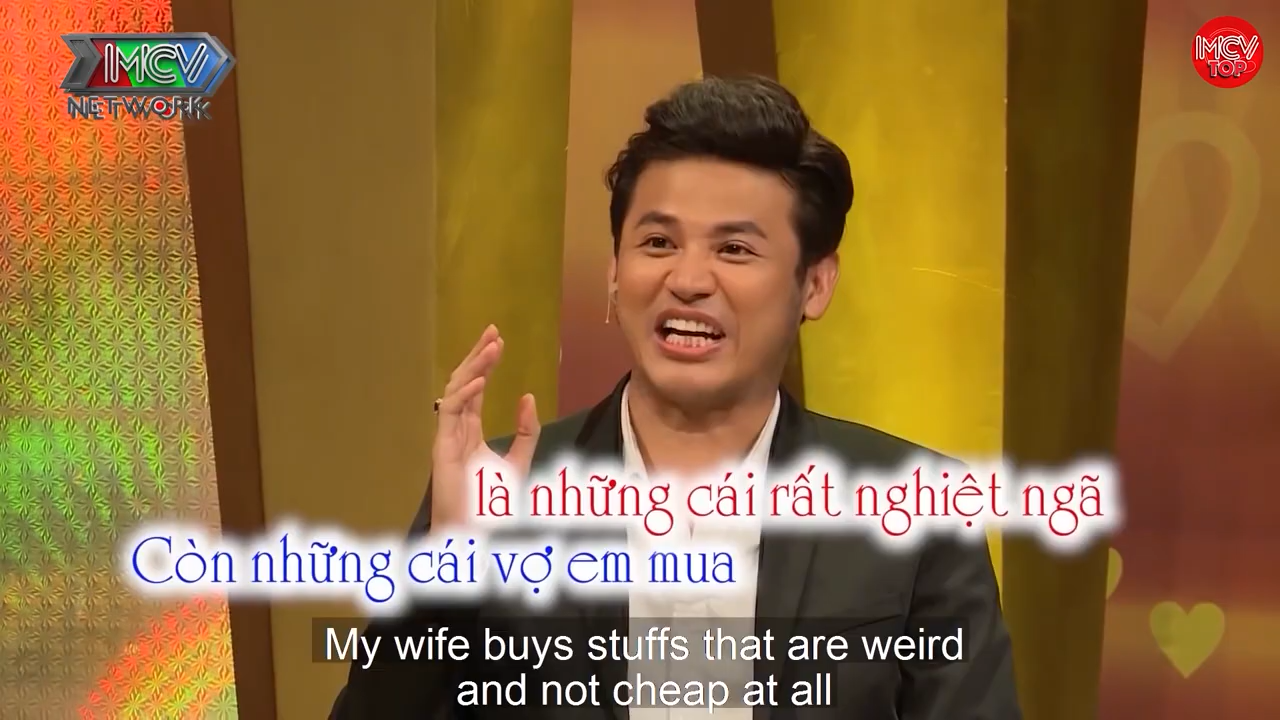 MCV
NETWORK
MCV
TOP
là những cái rất nghiệt ngã
Còn những cái vợ em mua
My wife buys stuffs that are weird
and not cheap at all